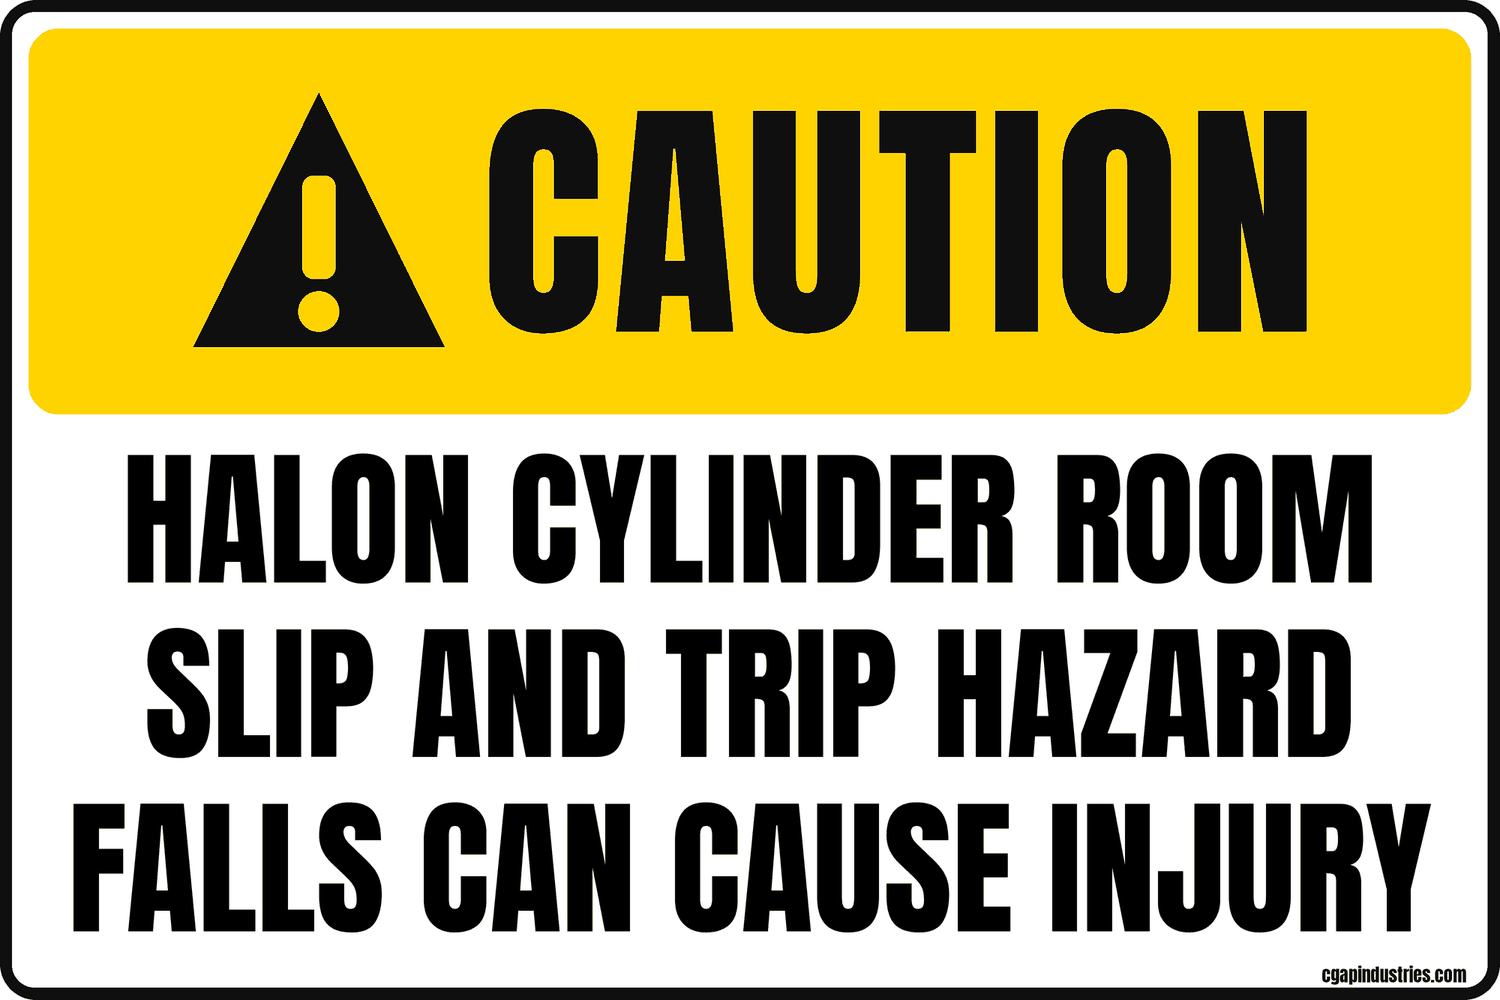 CAUTION
HALON CYLINDER ROOM
SLIP AND TRIP HAZARD
FALLS CAN CAUSE INJURY
cgapindustries.com